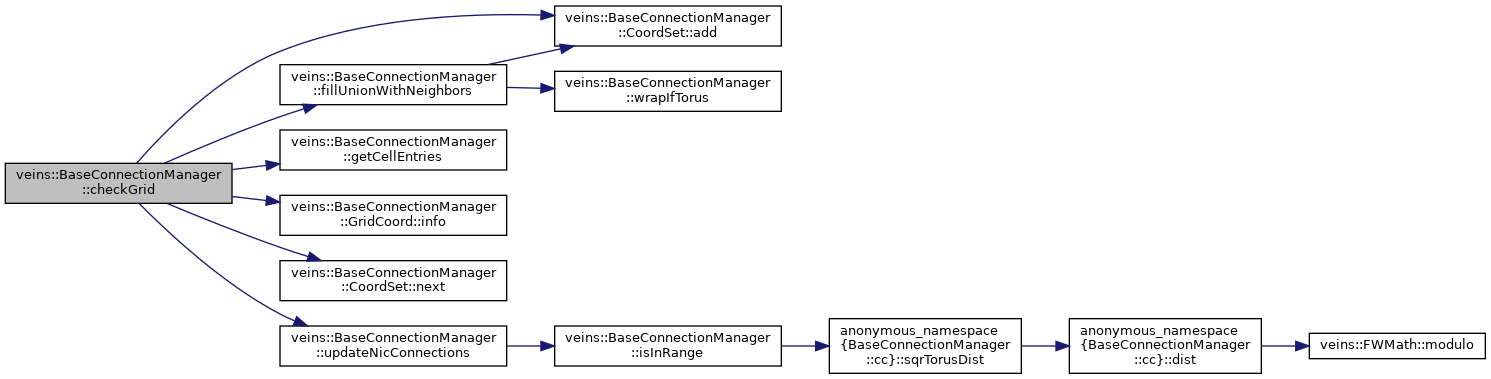 veins::BaseConnectionManager
::checkGrid
veins::BaseConnectionManager
::CoordSet::add
veins::BaseConnectionManager
::fillUnionWithNeighbors
veins::BaseConnectionManager
::wrapIfTorus
veins::BaseConnectionManager
::getCellEntries
veins::BaseConnectionManager
::GridCoord::info
veins::BaseConnectionManager
::CoordSet::next
veins::BaseConnectionManager
::updateNicConnections
veins::BaseConnectionManager
::isInRange
anonymous_namespace
{BaseConnectionManager
::cc}::sqrTorusDist
anonymous_namespace
{BaseConnectionManager
::cc}::dist
veins::FWMath::modulo